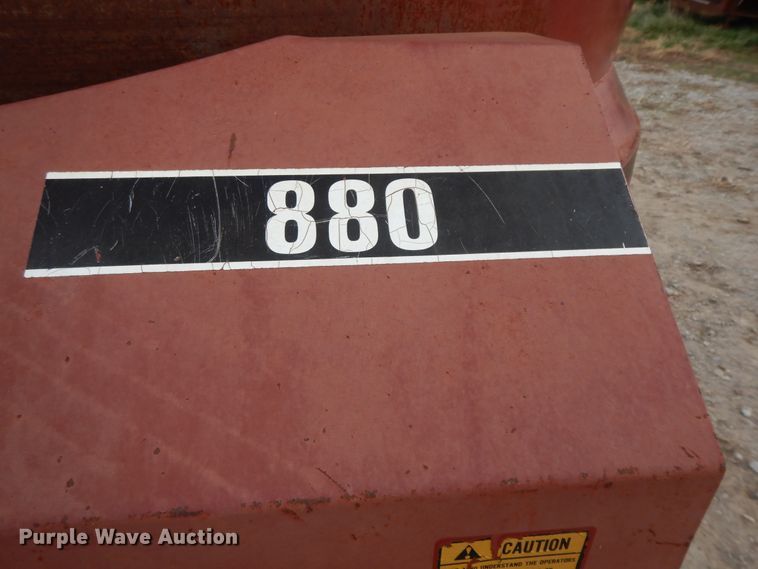 880
CAUTION
UNDERSTAND THE OPERATORS
Purple Wave Auction